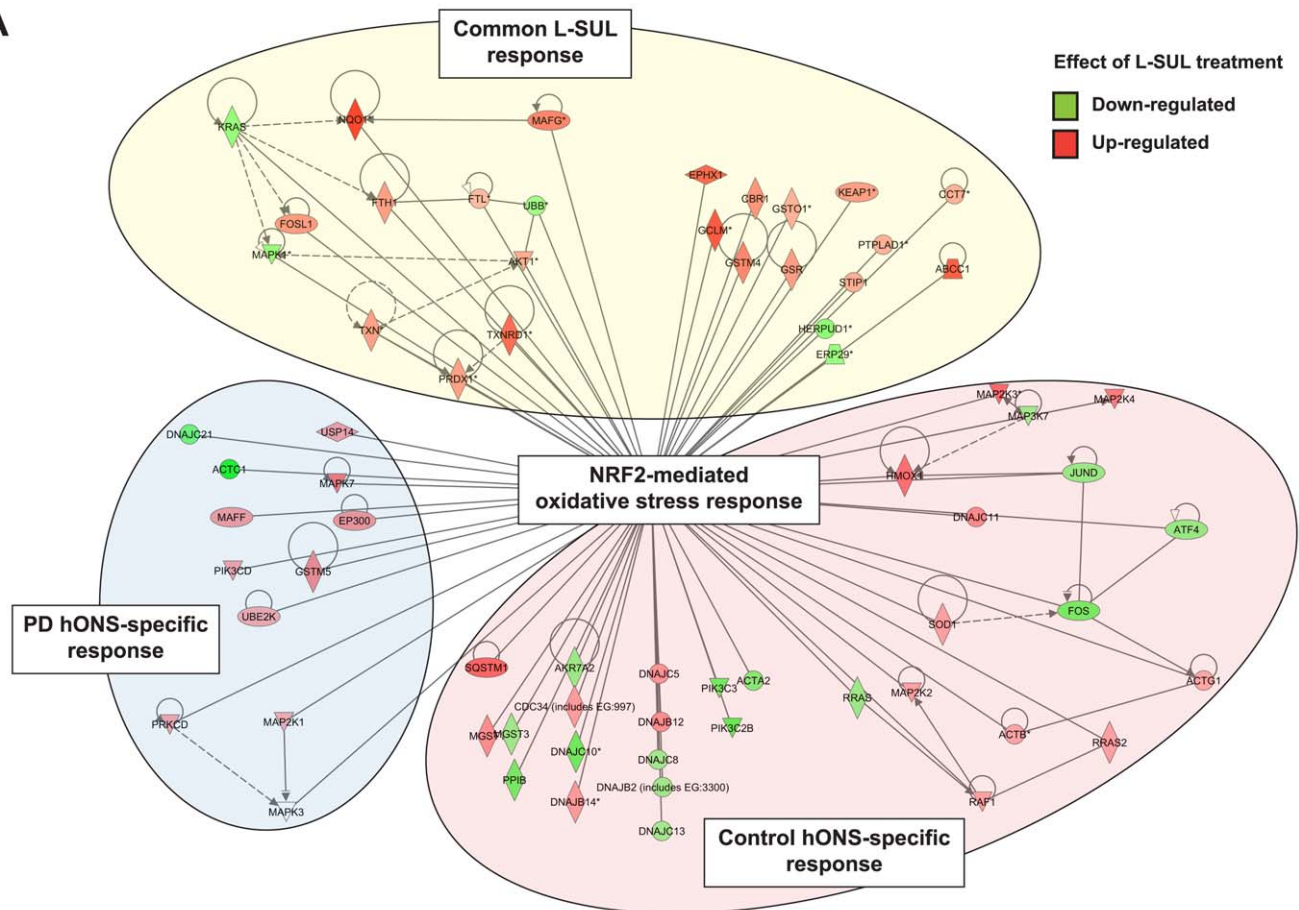 A
Common L-SUL
response
Effect of L-SUL treatment
Down-regulated
Up-regulated
KRAS
NQO1*
MAFG*
EPHX1
CBR1
GSTO1*
KEAP1*
CCT7*
FTH1
FTL*
UBB*
FOSL1
GCLM*
MAPK1*
AKT1*
GSTM4
GSR
PTPLAD1*
ABCC1
STIP1
TXN*
TXNRD1*
HERPUD1*
ERP29*
PRDX1*
DNAJC21
USP14
ACTC1
MAPK7
MAFF
EP300
PIK3CD
GSTM5
UBE2K
PD hONS-specific
response
PRKCD
MAP2K1
MAPK3
NRF2-mediated
oxidative stress response
MAP2K3*
MAP3K7
MAP2K4
HMOX1
JUND
DNAJC11
ATF4
SOD1
FOS
ACTG1
SQSTM1
AKR7A2
DNAJC5
PIK3C3
ACTA2
RRAS
MAP2K2
CDC34 (includes EG:997)
MGST3
DNAJB12
PIK3C2B
ACTB*
RRAS2
DNAJC10*
DNAJC8
PPIB
DNAJB2 (includes EG:3300)
DNAJB14*
RAF1
DNAJC13
Control hONS-specific
response